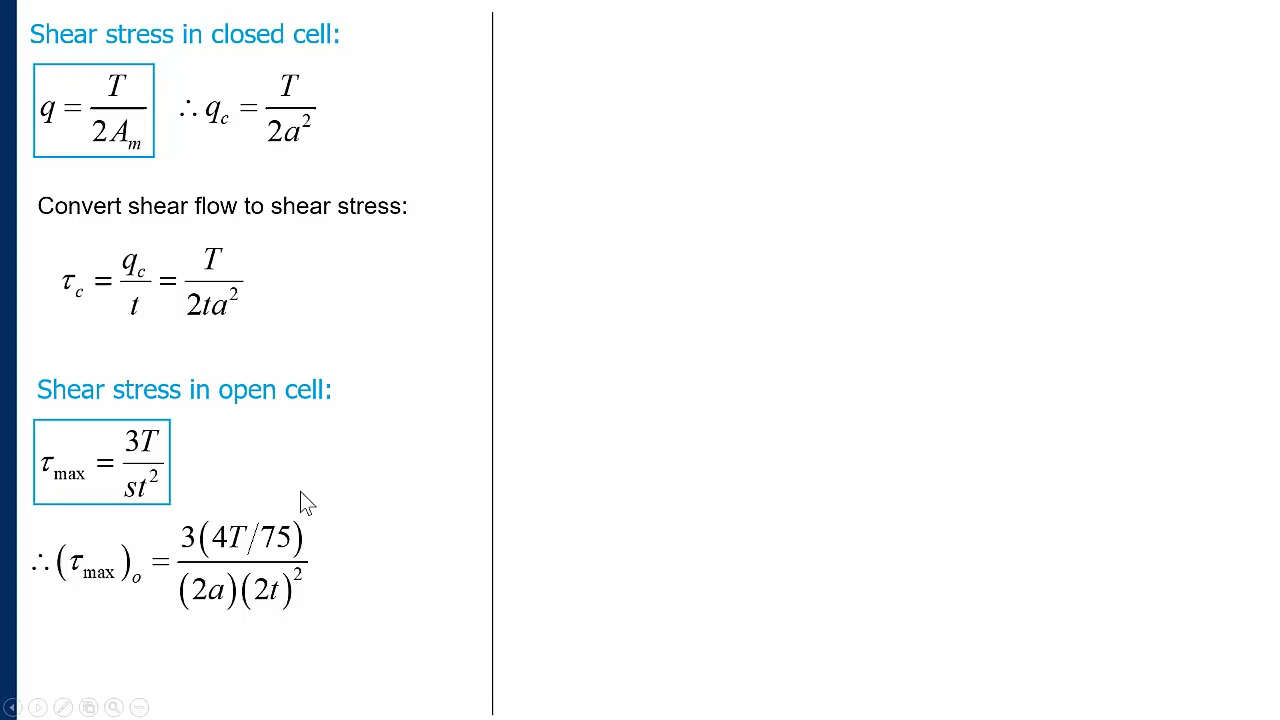 Shear stress in closed cell:
q = T / 2A_m ∴ q_c = T / 2a²
Convert shear flow to shear stress:
τ_c = q_c / t = T / 2ta²
Shear stress in open cell:
τ_max = 3T / st²
∴ (τ_max)_o = 3(4T/75) / (2a)(2t)²